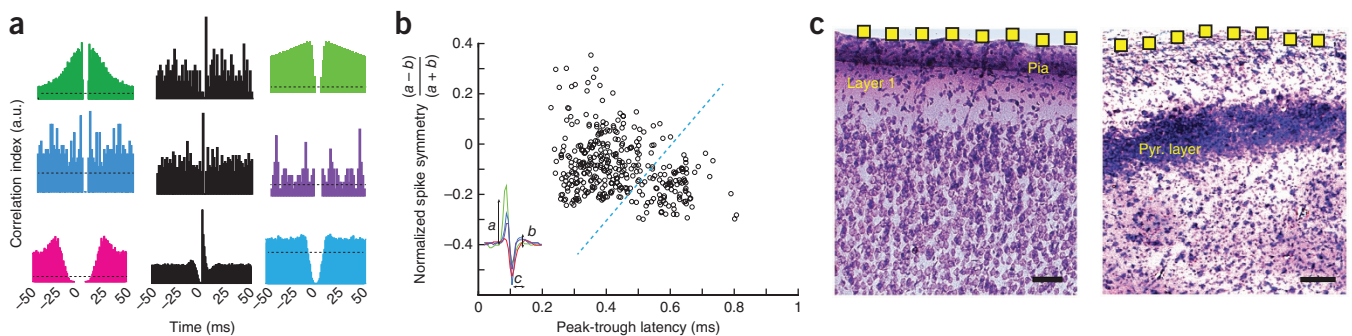 a
Correlation index (a.u.)
−50
−25
0
25
50
−50
−25
0
25
50
−50
−25
0
25
50
Time (ms)
b
Normalized spike symmetry (a − b)
(a + b)
0.4
0.2
0
−0.2
−0.4
a
b
c
0
0.2
0.4
0.6
0.8
1
Peak-trough latency (ms)
c
Pia
Layer 1
Pyr. layer